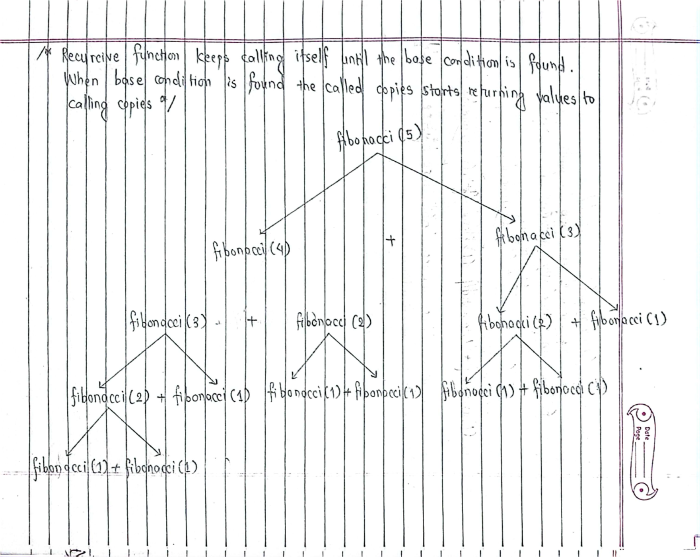 /* Recurcive function keeps calling itself until the base condition is found.
When base condition is found the called copies starts returning values to
calling copies */
fibonacci (5)
fibonacci (4) + fibonacci (3)
fibonacci (3) + fibonacci (2) fibonacci (2) + fibonacci (1)
fibonacci (2) + fibonacci (1) fibonacci (1) + fibonacci (1) fibonacci (1) + fibonacci (1)
fibonacci (1) + fibonacci (1)
Date
Page